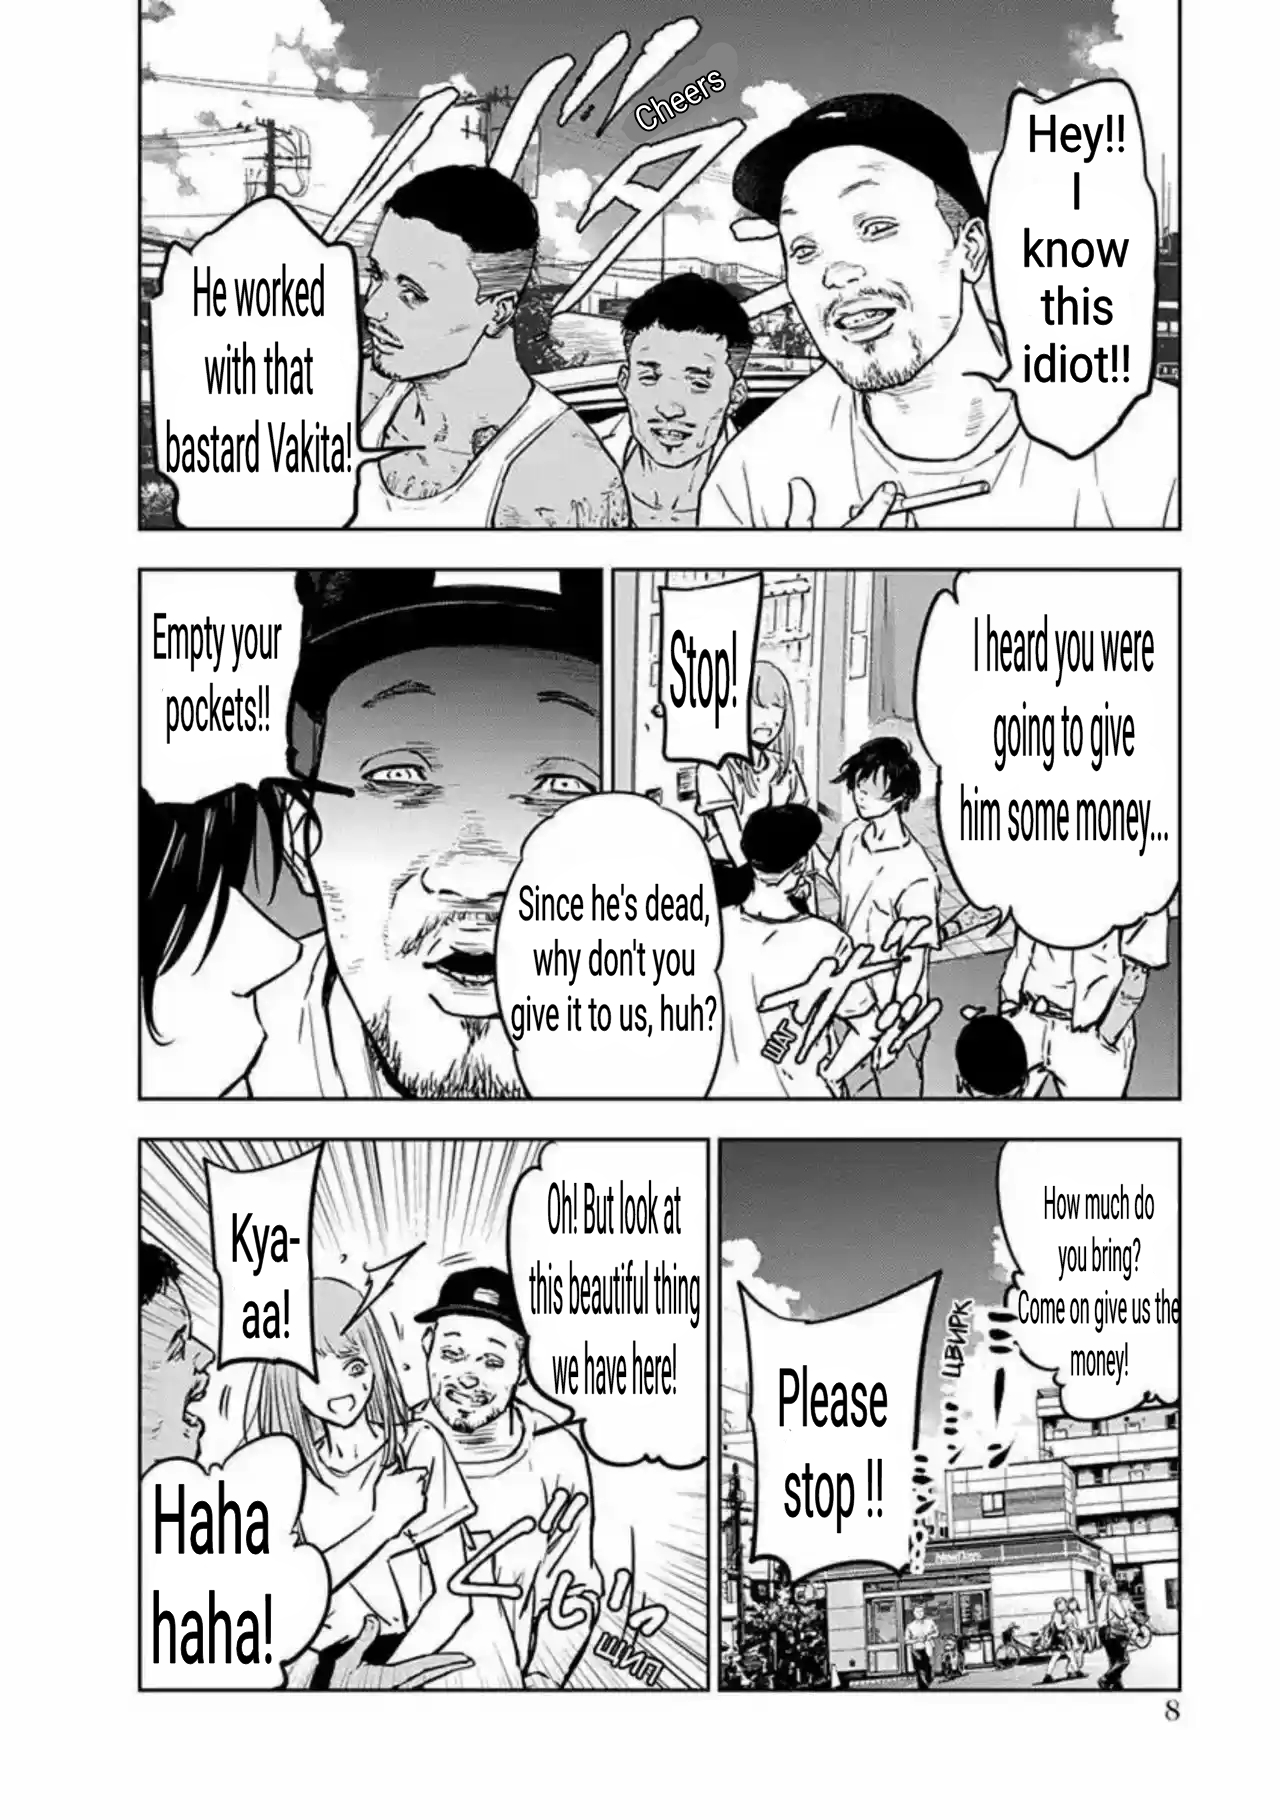 Hey!!
I
know
this
idiot!!
Cheers
He worked
with that
bastard Vakita!
I heard you were
going to give
him some money...
Stop!
ШАГ
Empty your
pockets!!
Since he's dead,
why don't you
give it to us, huh?
How much do
you bring?
Come on give us the
money!
ЦВИРК
Please
stop !!
Oh! But look at
this beautiful thing
we have here!
Kya-
aa!
Haha
haha!
ЩИП
8